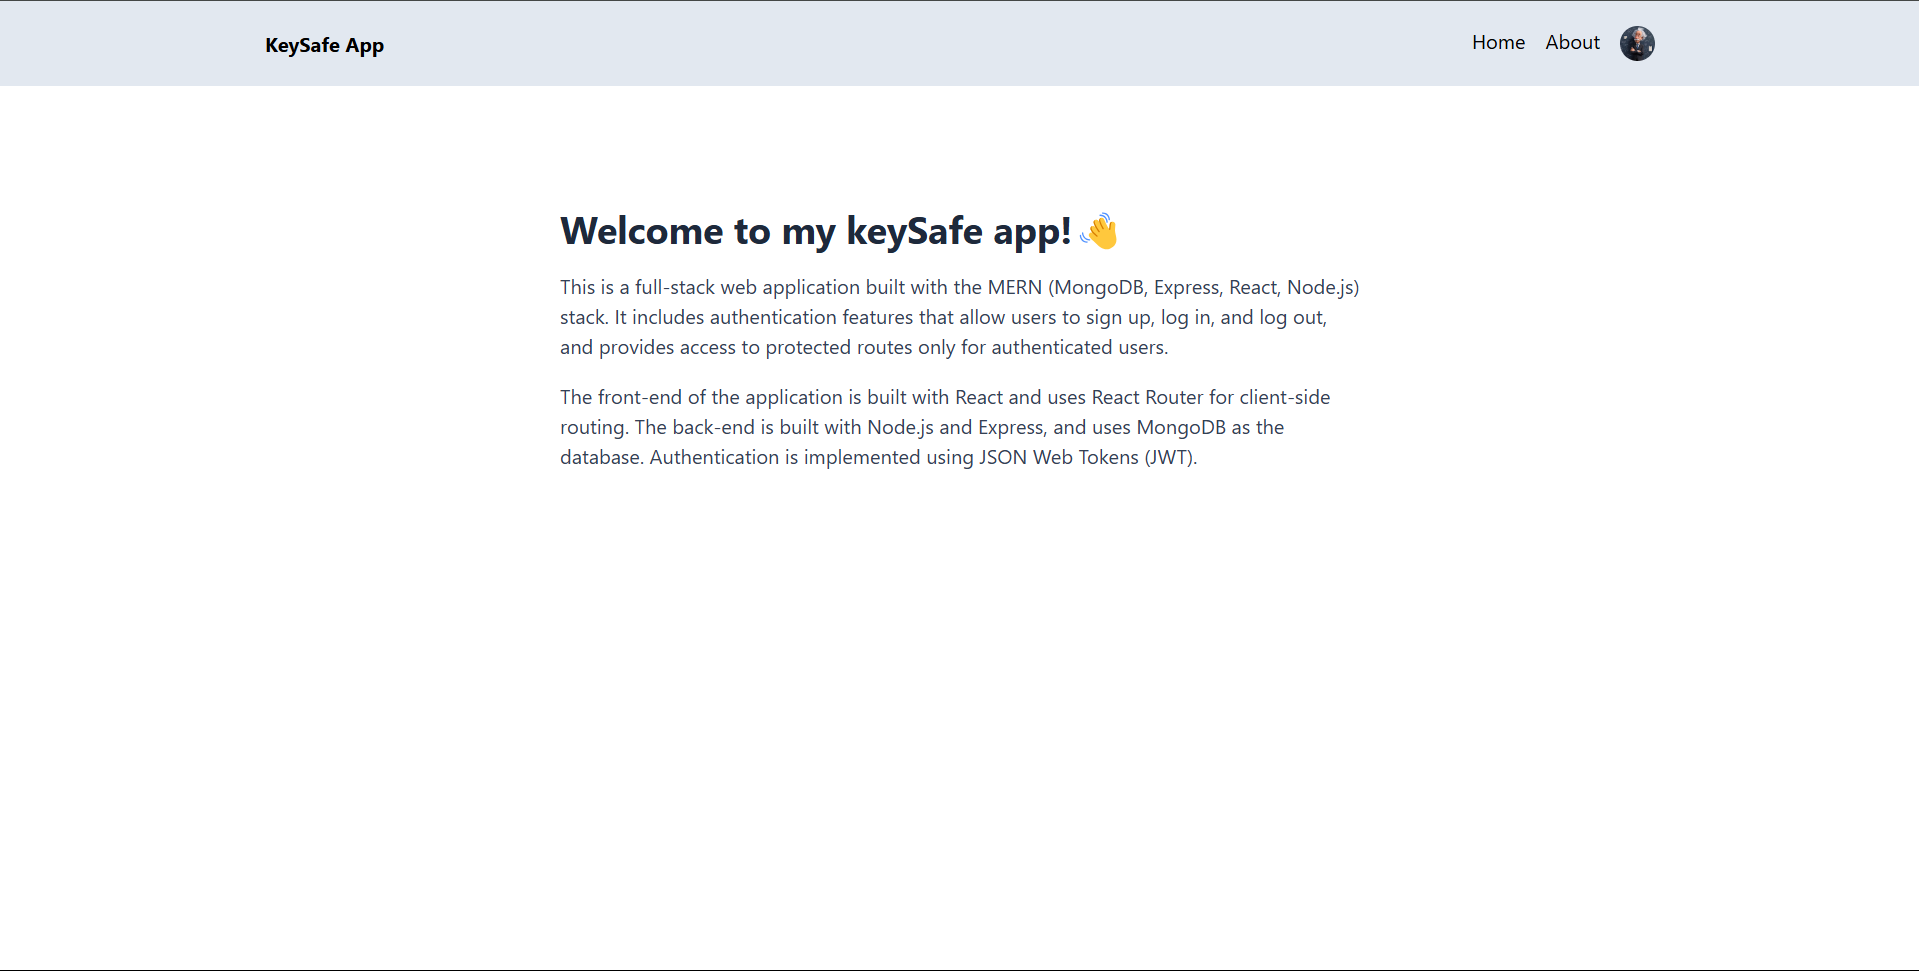 KeySafe App
Home About
Welcome to my keySafe app! 👋
This is a full-stack web application built with the MERN (MongoDB, Express, React, Node.js)
stack. It includes authentication features that allow users to sign up, log in, and log out,
and provides access to protected routes only for authenticated users.
The front-end of the application is built with React and uses React Router for client-side
routing. The back-end is built with Node.js and Express, and uses MongoDB as the
database. Authentication is implemented using JSON Web Tokens (JWT).